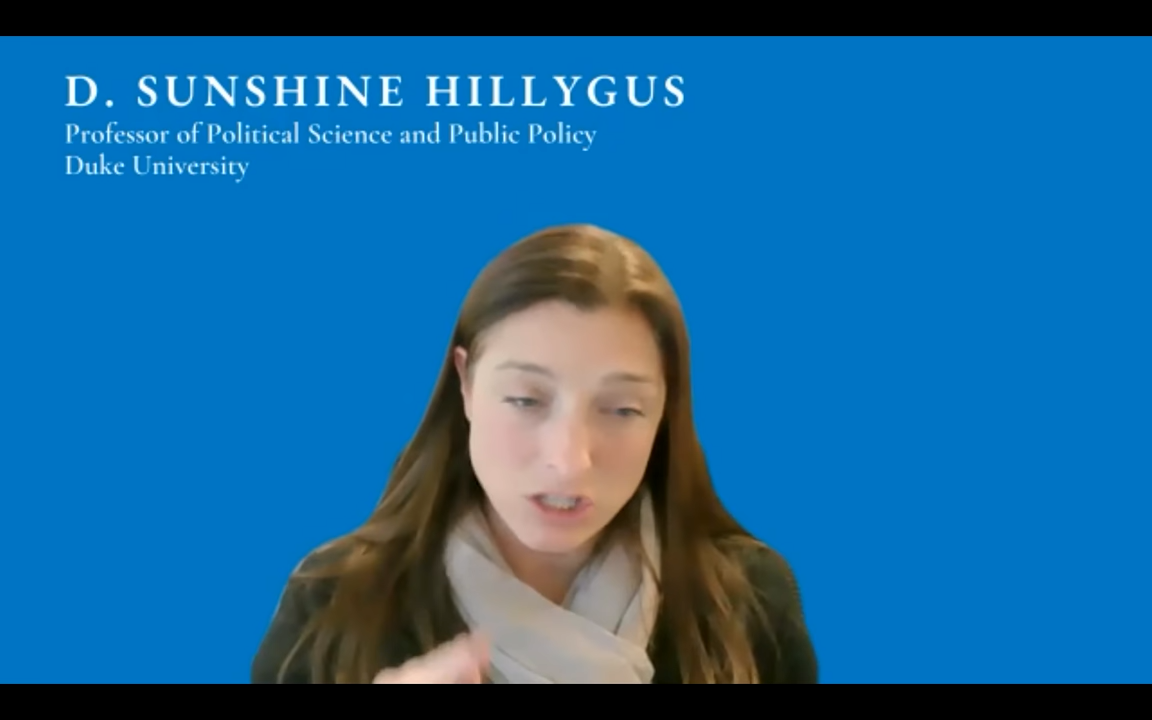 D. SUNSHINE HILLYGUS
Professor of Political Science and Public Policy
Duke University